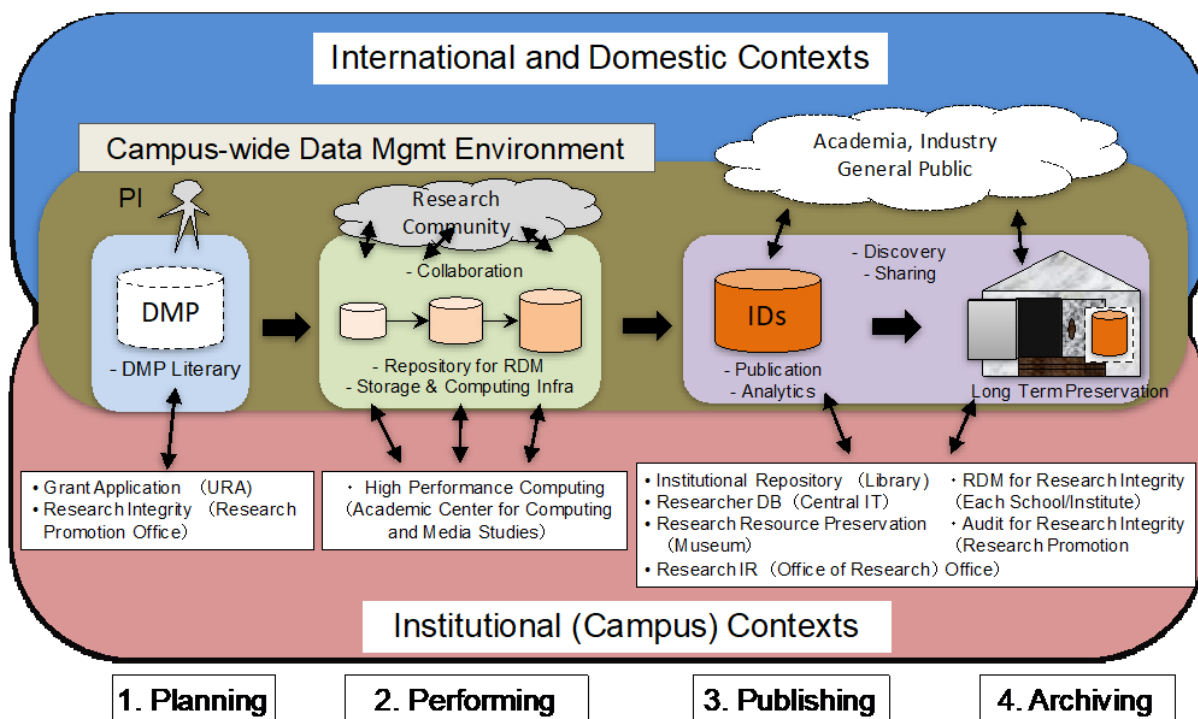 International and Domestic Contexts
Campus-wide Data Mgmt Environment
Academia, Industry
General Public
PI
Research
Community
- Collaboration
- Discovery
- Sharing
DMP
IDs
- DMP Literary
- Repository for RDM
- Storage & Computing Infra
- Publication
- Analytics
Long Term Preservation
• Grant Application （URA）
• Research Integrity （Research
Promotion Office）
・ High Performance Computing
（Academic Center for Computing
and Media Studies）
• Institutional Repository （Library）
• Researcher DB（Central IT）
• Research Resource Preservation
（Museum）
• Research IR（Office of Research）
・ RDM for Research Integrity
（Each School/Institute）
・Audit for Research Integrity
（Research Promotion
Office）
Institutional (Campus) Contexts
1. Planning
2. Performing
3. Publishing
4. Archiving